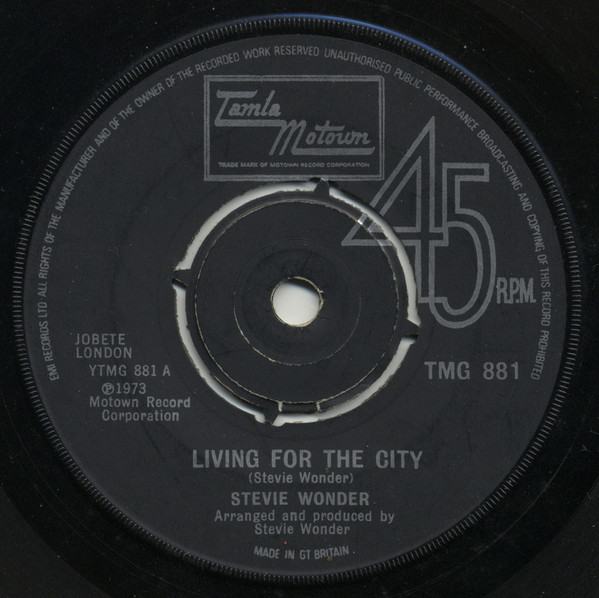 EMI RECORDS LTD ALL RIGHTS OF THE MANUFACTURER AND OF THE OWNER OF THE RECORDED WORK RESERVED UNAUTHORISED PUBLIC PERFORMANCE BROADCASTING AND COPYING OF THIS RECORD PROHIBITED
Tamla
Motown
TRADE MARK OF MOTOWN RECORD CORPORATION
45
R.P.M.
JOBETE
LONDON
YTMG 881 A
℗1973
Motown Record
Corporation
TMG 881
LIVING FOR THE CITY
(Stevie Wonder)
STEVIE WONDER
Arranged and produced by
Stevie Wonder
MADE IN GT BRITAIN